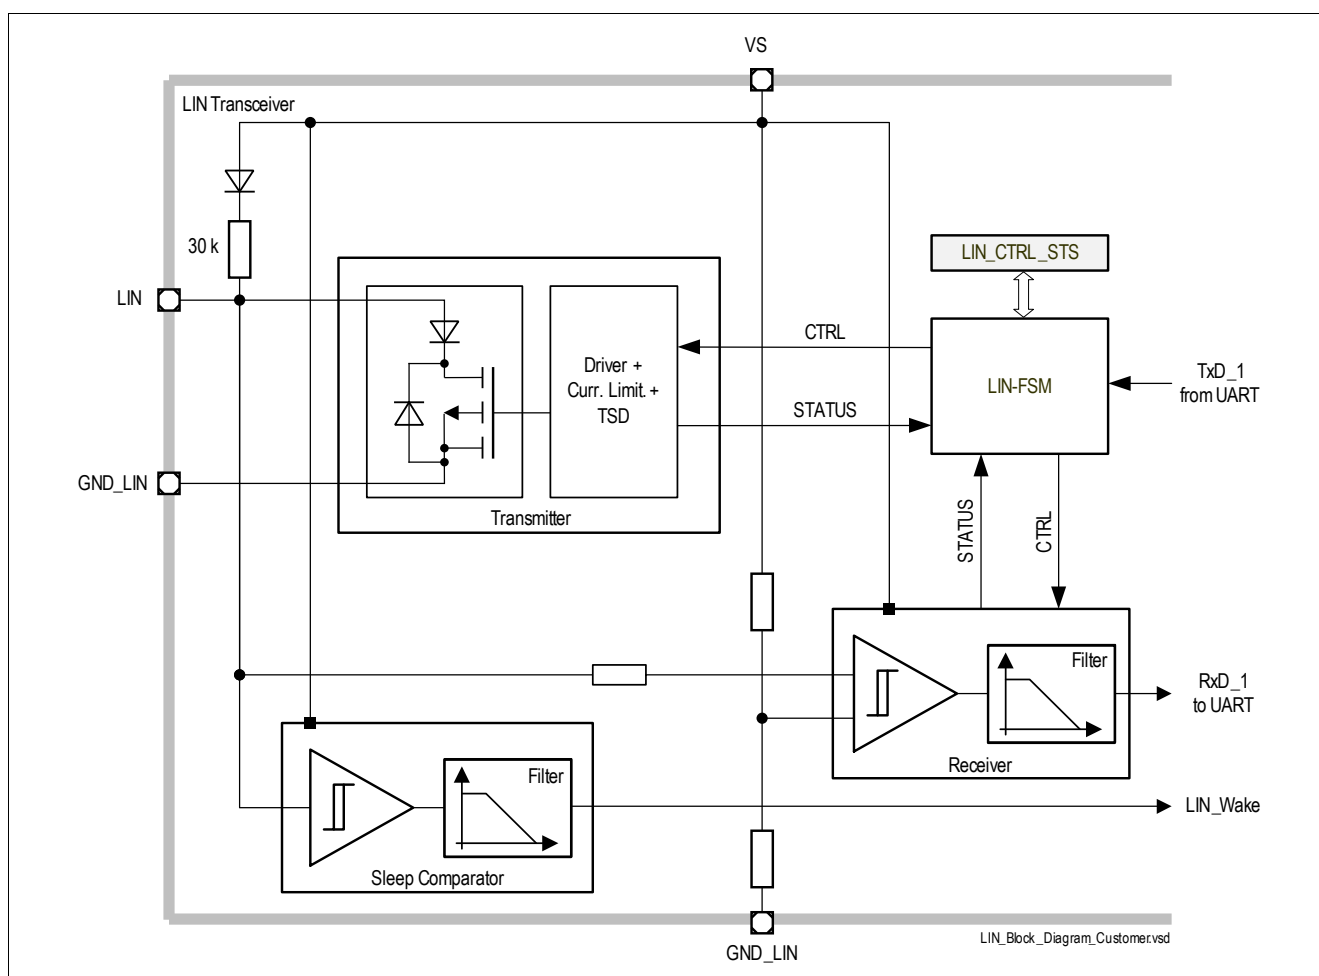 VS
LIN Transceiver
30 k
LIN_CTRL_STS
LIN
CTRL
Driver +
Curr. Limit. +
TSD
LIN-FSM
TxD_1
from UART
STATUS
GND_LIN
Transmitter
STATUS
CTRL
Filter
RxD_1
to UART
Receiver
Filter
LIN_Wake
Sleep Comparator
GND_LIN
LIN_Block_Diagram_Customer.vsd